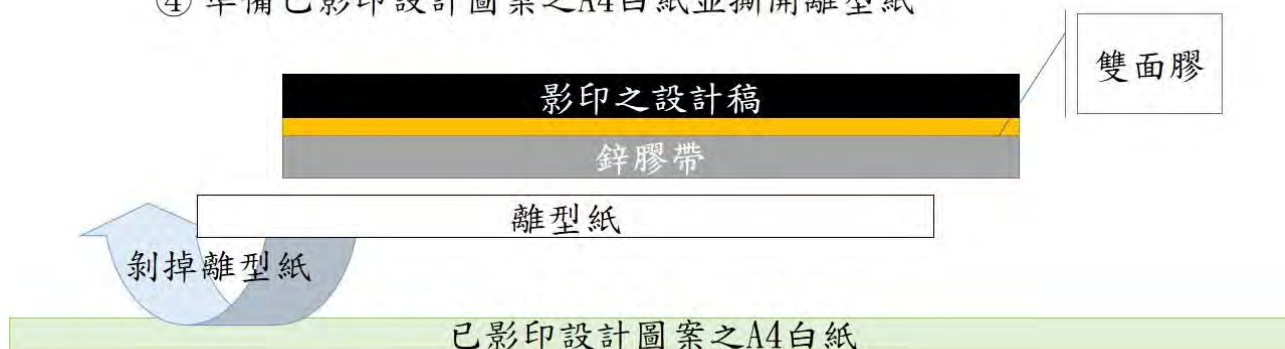 ④ 準備已影印設計圖案之A4白紙並撕開離型紙
雙面膠
影印之設計稿
鋅膠帶
離型紙
剝掉離型紙
已影印設計圖案之A4白紙